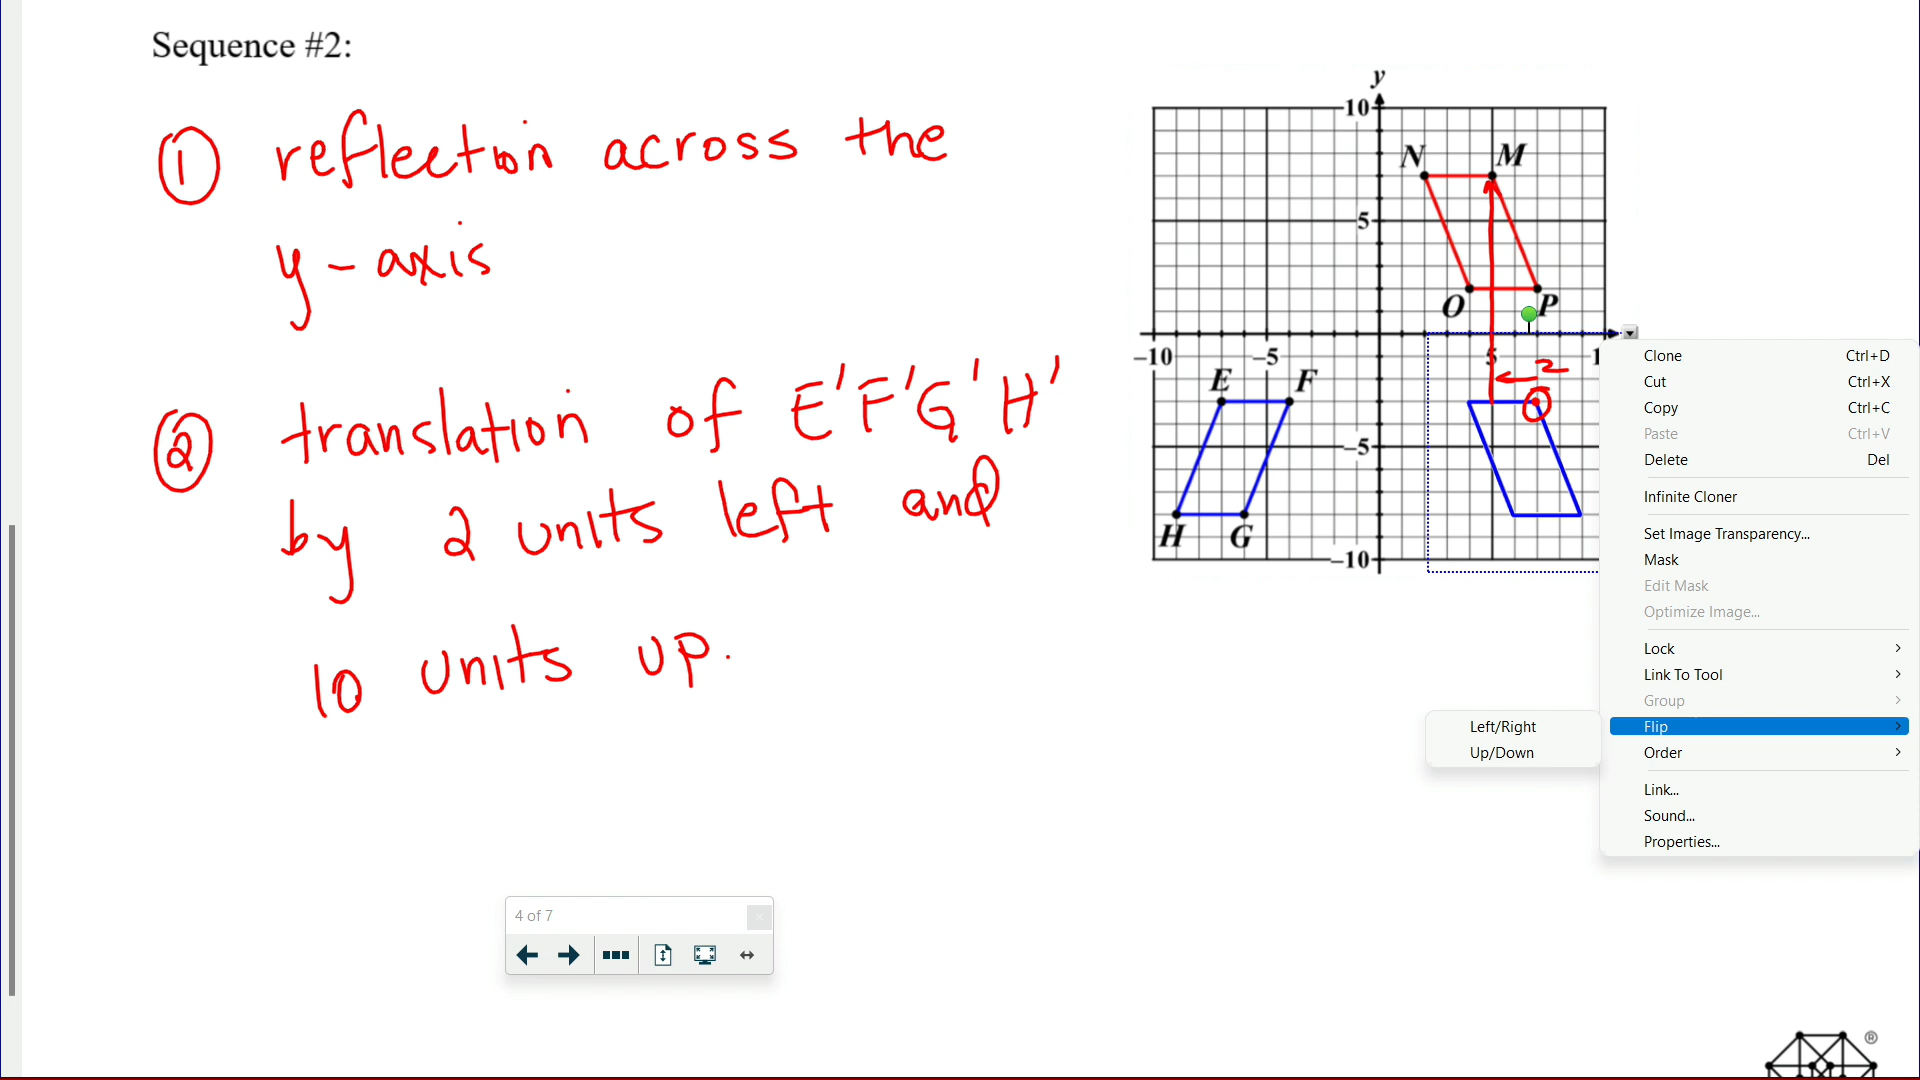 Sequence #2:
① reflection across the
y-axis
② translation of E'F'G'H'
by 2 units left and
10 units up.
y
10
N M
5
O P
-10 -5 5 1
2
E F
-5
H G
-10
Clone Ctrl+D
Cut Ctrl+X
Copy Ctrl+C
Paste Ctrl+V
Delete Del
Infinite Cloner
Set Image Transparency...
Mask
Edit Mask
Optimize Image...
Lock
Link To Tool
Group
Flip
Order
Link...
Sound...
Properties...
Left/Right
Up/Down
4 of 7
®